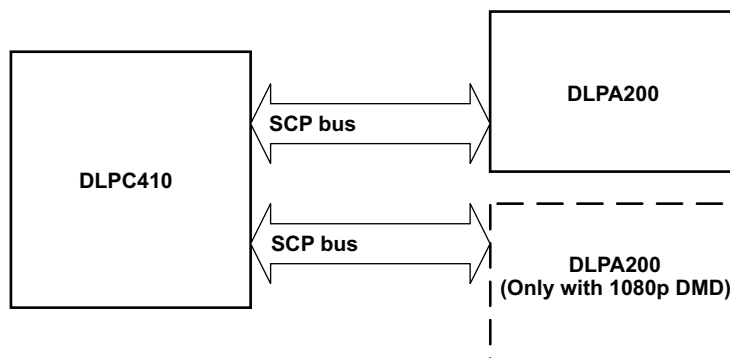 DLPA200
SCP bus
DLPC410
SCP bus
DLPA200
(Only with 1080p DMD)